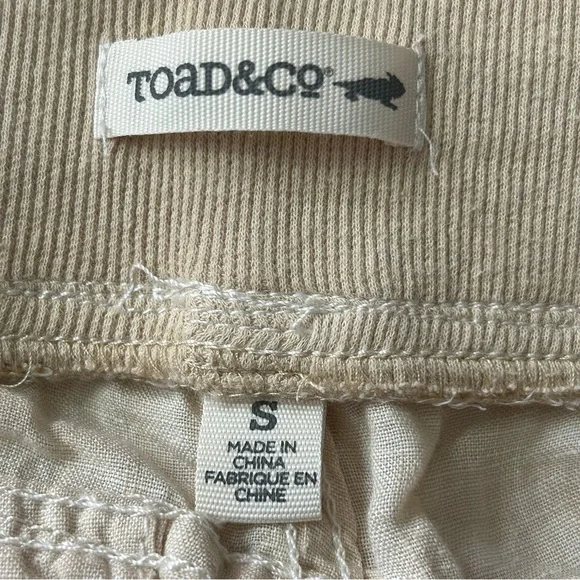 TOAD&CO®
S
MADE IN
CHINA
FABRIQUE EN
CHINE